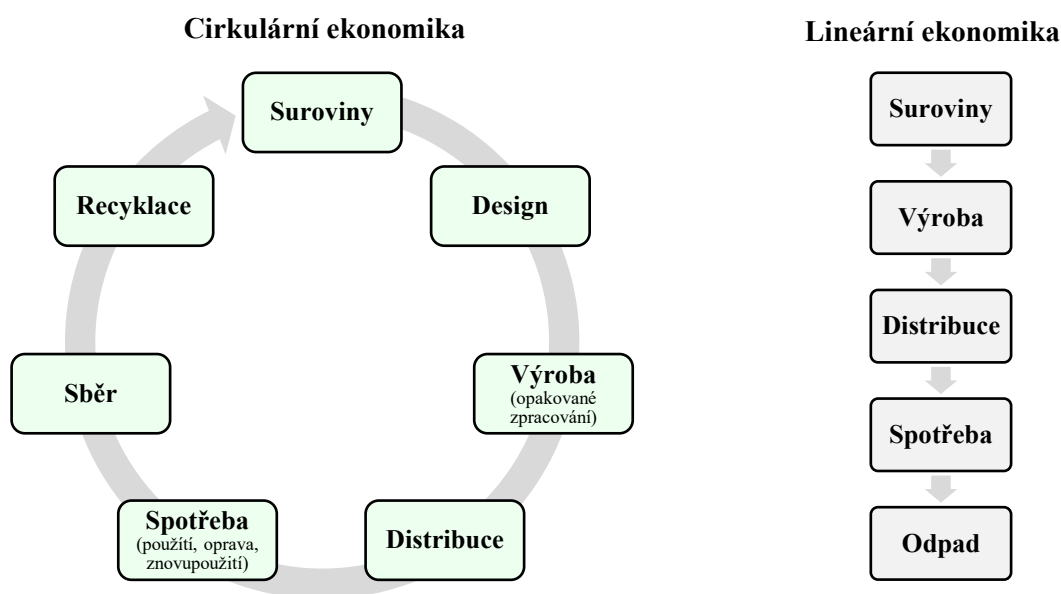 Cirkulární ekonomika
Suroviny
Design
Výroba
(opakované
zpracování)
Distribuce
Spotřeba
(použítí, oprava,
znovupoužití)
Sběr
Recyklace
Lineární ekonomika
Suroviny
Výroba
Distribuce
Spotřeba
Odpad